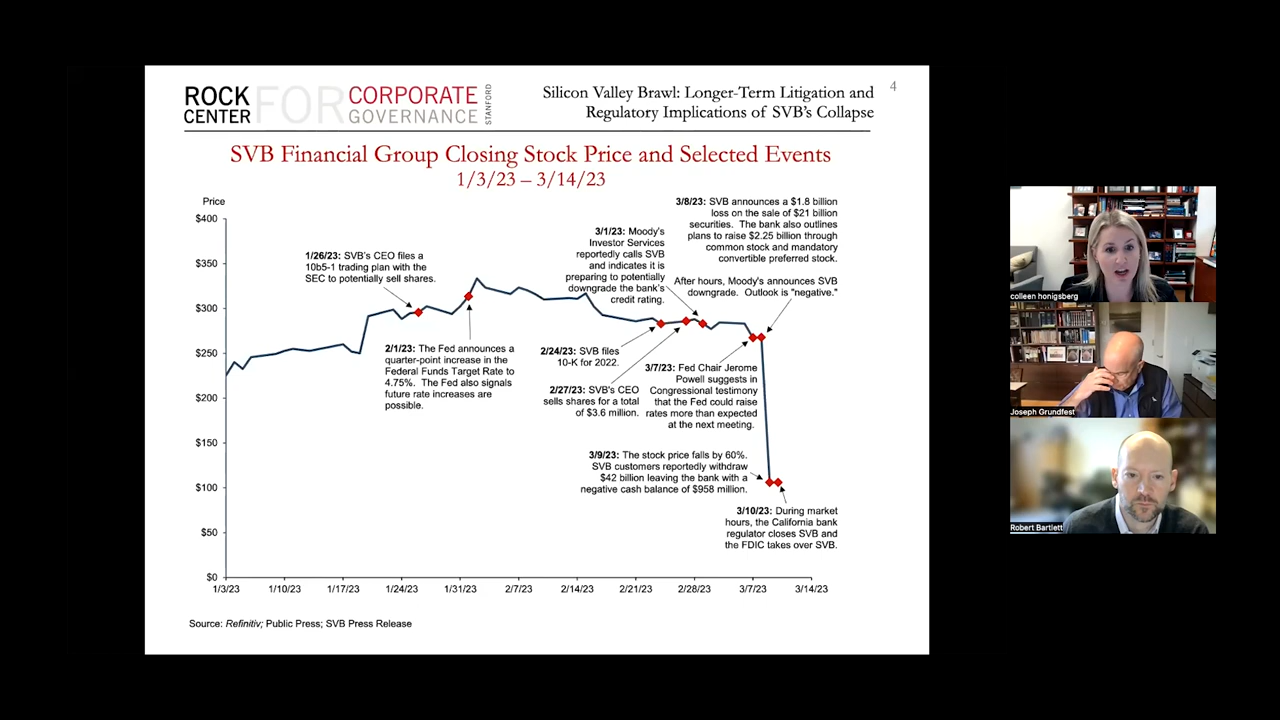 ROCK CENTER
FOR
CORPORATE GOVERNANCE
STANFORD
Silicon Valley Brawl: Longer-Term Litigation and
Regulatory Implications of SVB's Collapse
4
SVB Financial Group Closing Stock Price and Selected Events
1/3/23 – 3/14/23
Price
$400
$350
$300
$250
$200
$150
$100
$50
$0
1/26/23: SVB's CEO files a
10b5-1 trading plan with the
SEC to potentially sell shares.
2/1/23: The Fed announces a
quarter-point increase in the
Federal Funds Target Rate to
4.75%. The Fed also signals
future rate increases are
possible.
2/24/23: SVB files
10-K for 2022.
2/27/23: SVB's CEO
sells shares for a total
of $3.6 million.
3/1/23: Moody's
Investor Services
reportedly calls SVB
and indicates it is
preparing to potentially
downgrade the bank's
credit rating.
3/7/23: Fed Chair Jerome
Powell suggests in
Congressional testimony
that the Fed could raise
rates more than expected
at the next meeting.
3/8/23: SVB announces a $1.8 billion
loss on the sale of $21 billion
securities. The bank also outlines
plans to raise $2.25 billion through
common stock and mandatory
convertible preferred stock.
After hours, Moody's announces SVB
downgrade. Outlook is "negative."
3/9/23: The stock price falls by 60%.
SVB customers reportedly withdraw
$42 billion leaving the bank with a
negative cash balance of $958 million.
3/10/23: During market
hours, the California bank
regulator closes SVB and
the FDIC takes over SVB.
1/3/23 1/10/23 1/17/23 1/24/23 1/31/23 2/7/23 2/14/23 2/21/23 2/28/23 3/7/23 3/14/23
Source: Refinitiv; Public Press; SVB Press Release
colleen honigsberg
Joseph Grundfest
Robert Bartlett